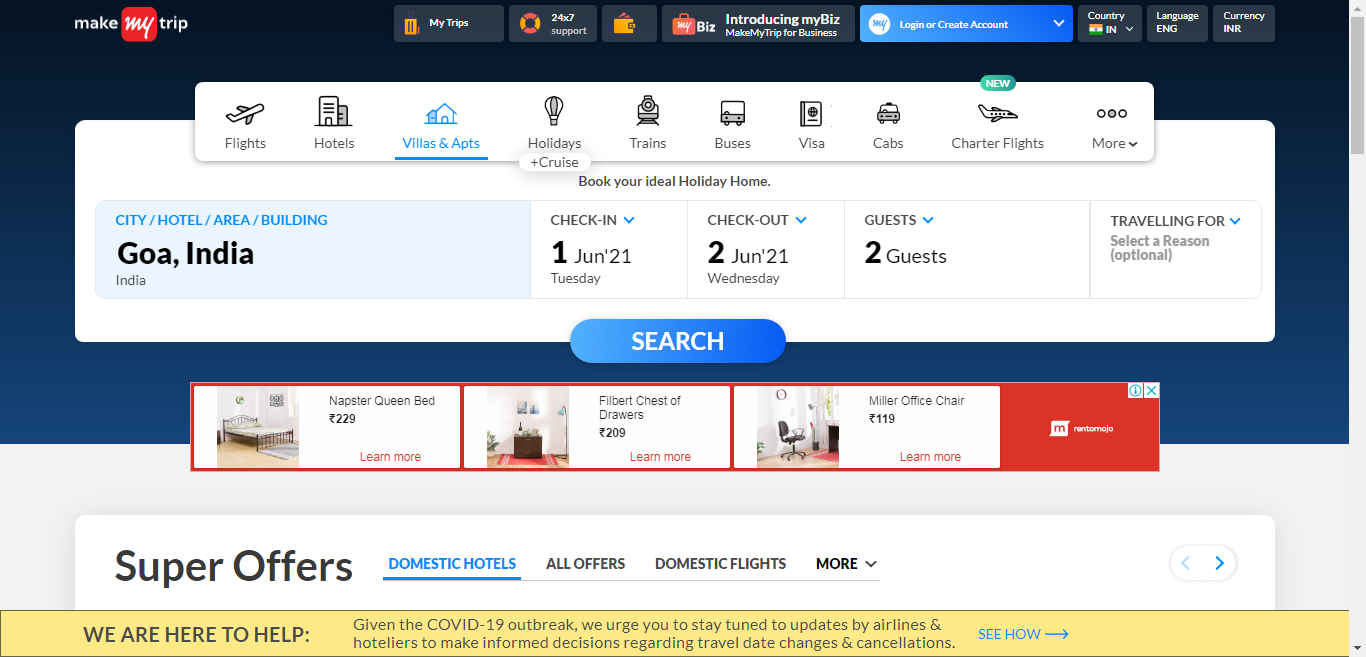 make my trip
My Trips
24x7
support
my Biz
Introducing myBiz
MakeMyTrip for Business
my
Login or Create Account
Country
IN
Language
ENG
Currency
INR
NEW
Flights
Hotels
Villas & Apts
Holidays
Trains
Buses
Visa
Cabs
Charter Flights
More
+Cruise
Book your ideal Holiday Home.
CITY / HOTEL / AREA / BUILDING
Goa, India
India
CHECK-IN
1 Jun'21
Tuesday
CHECK-OUT
2 Jun'21
Wednesday
GUESTS
2 Guests
TRAVELLING FOR
Select a Reason
(optional)
SEARCH
Napster Queen Bed
₹229
Learn more
Filbert Chest of
Drawers
₹209
Learn more
Miller Office Chair
₹119
Learn more
m rentomojo
Super Offers
DOMESTIC HOTELS
ALL OFFERS
DOMESTIC FLIGHTS
MORE
WE ARE HERE TO HELP:
Given the COVID-19 outbreak, we urge you to stay tuned to updates by airlines &
hoteliers to make informed decisions regarding travel date changes & cancellations.
SEE HOW